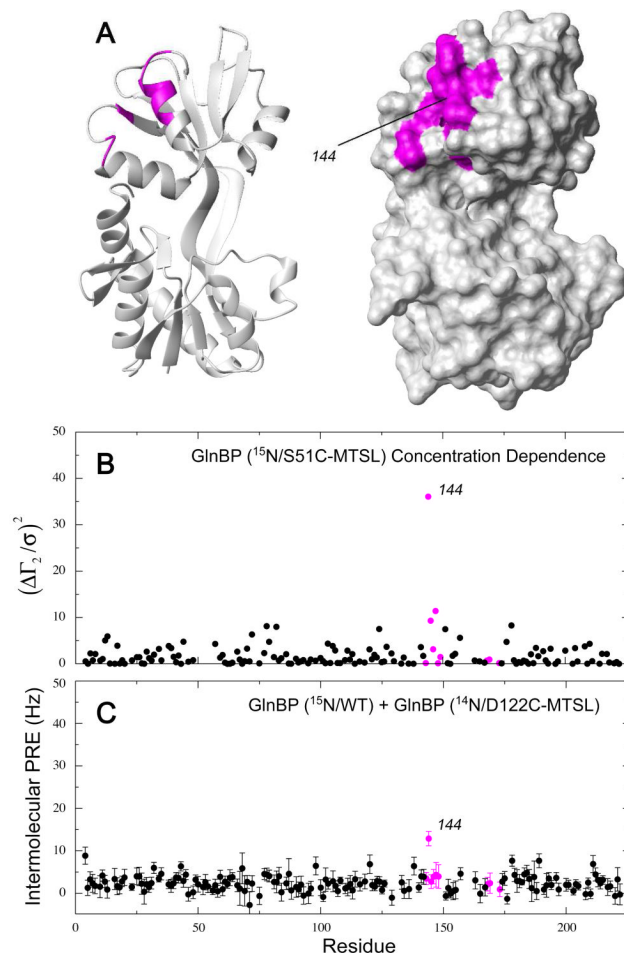 A
144
B
GlnBP (¹⁵N/S51C-MTSL) Concentration Dependence
144
(ΔΓ₂/σ)²
50
40
30
20
10
0
C
GlnBP (¹⁵N/WT) + GlnBP (¹⁴N/D122C-MTSL)
144
Intermolecular PRE (Hz)
50
40
30
20
10
0
0 50 100 150 200
Residue